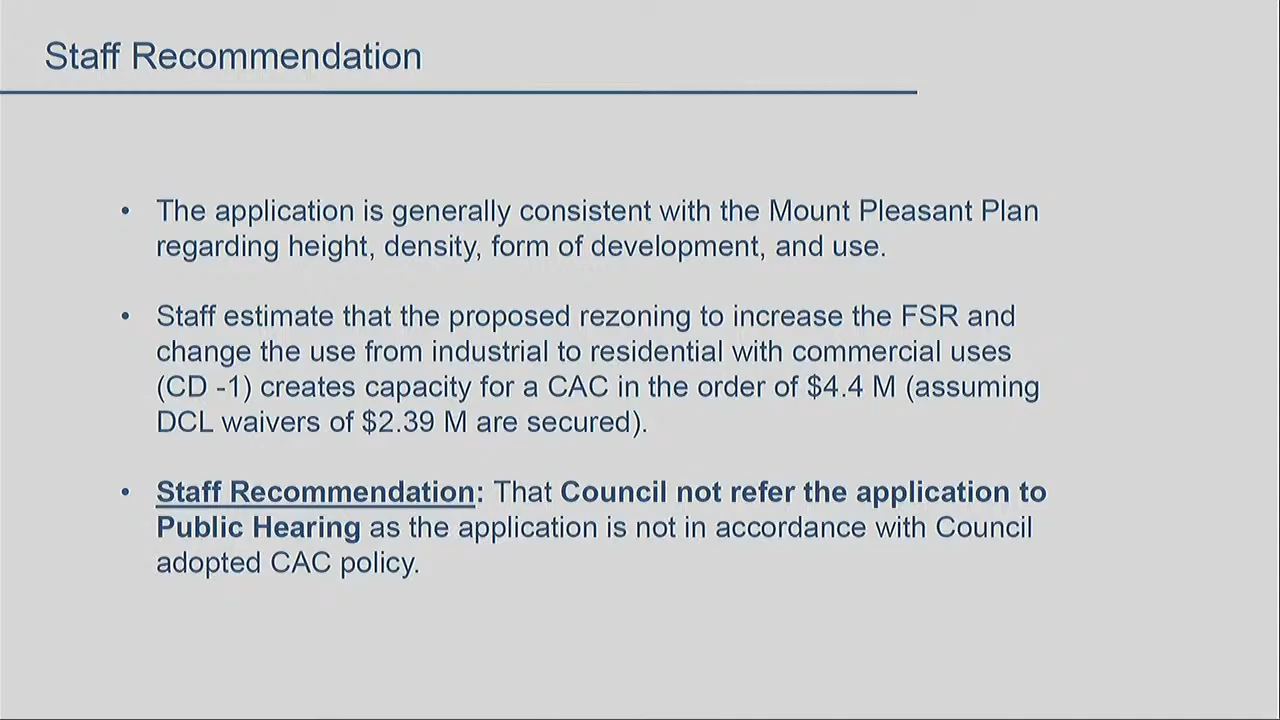 Staff Recommendation
• The application is generally consistent with the Mount Pleasant Plan
regarding height, density, form of development, and use.
• Staff estimate that the proposed rezoning to increase the FSR and
change the use from industrial to residential with commercial uses
(CD -1) creates capacity for a CAC in the order of $4.4 M (assuming
DCL waivers of $2.39 M are secured).
• Staff Recommendation: That Council not refer the application to
Public Hearing as the application is not in accordance with Council
adopted CAC policy.